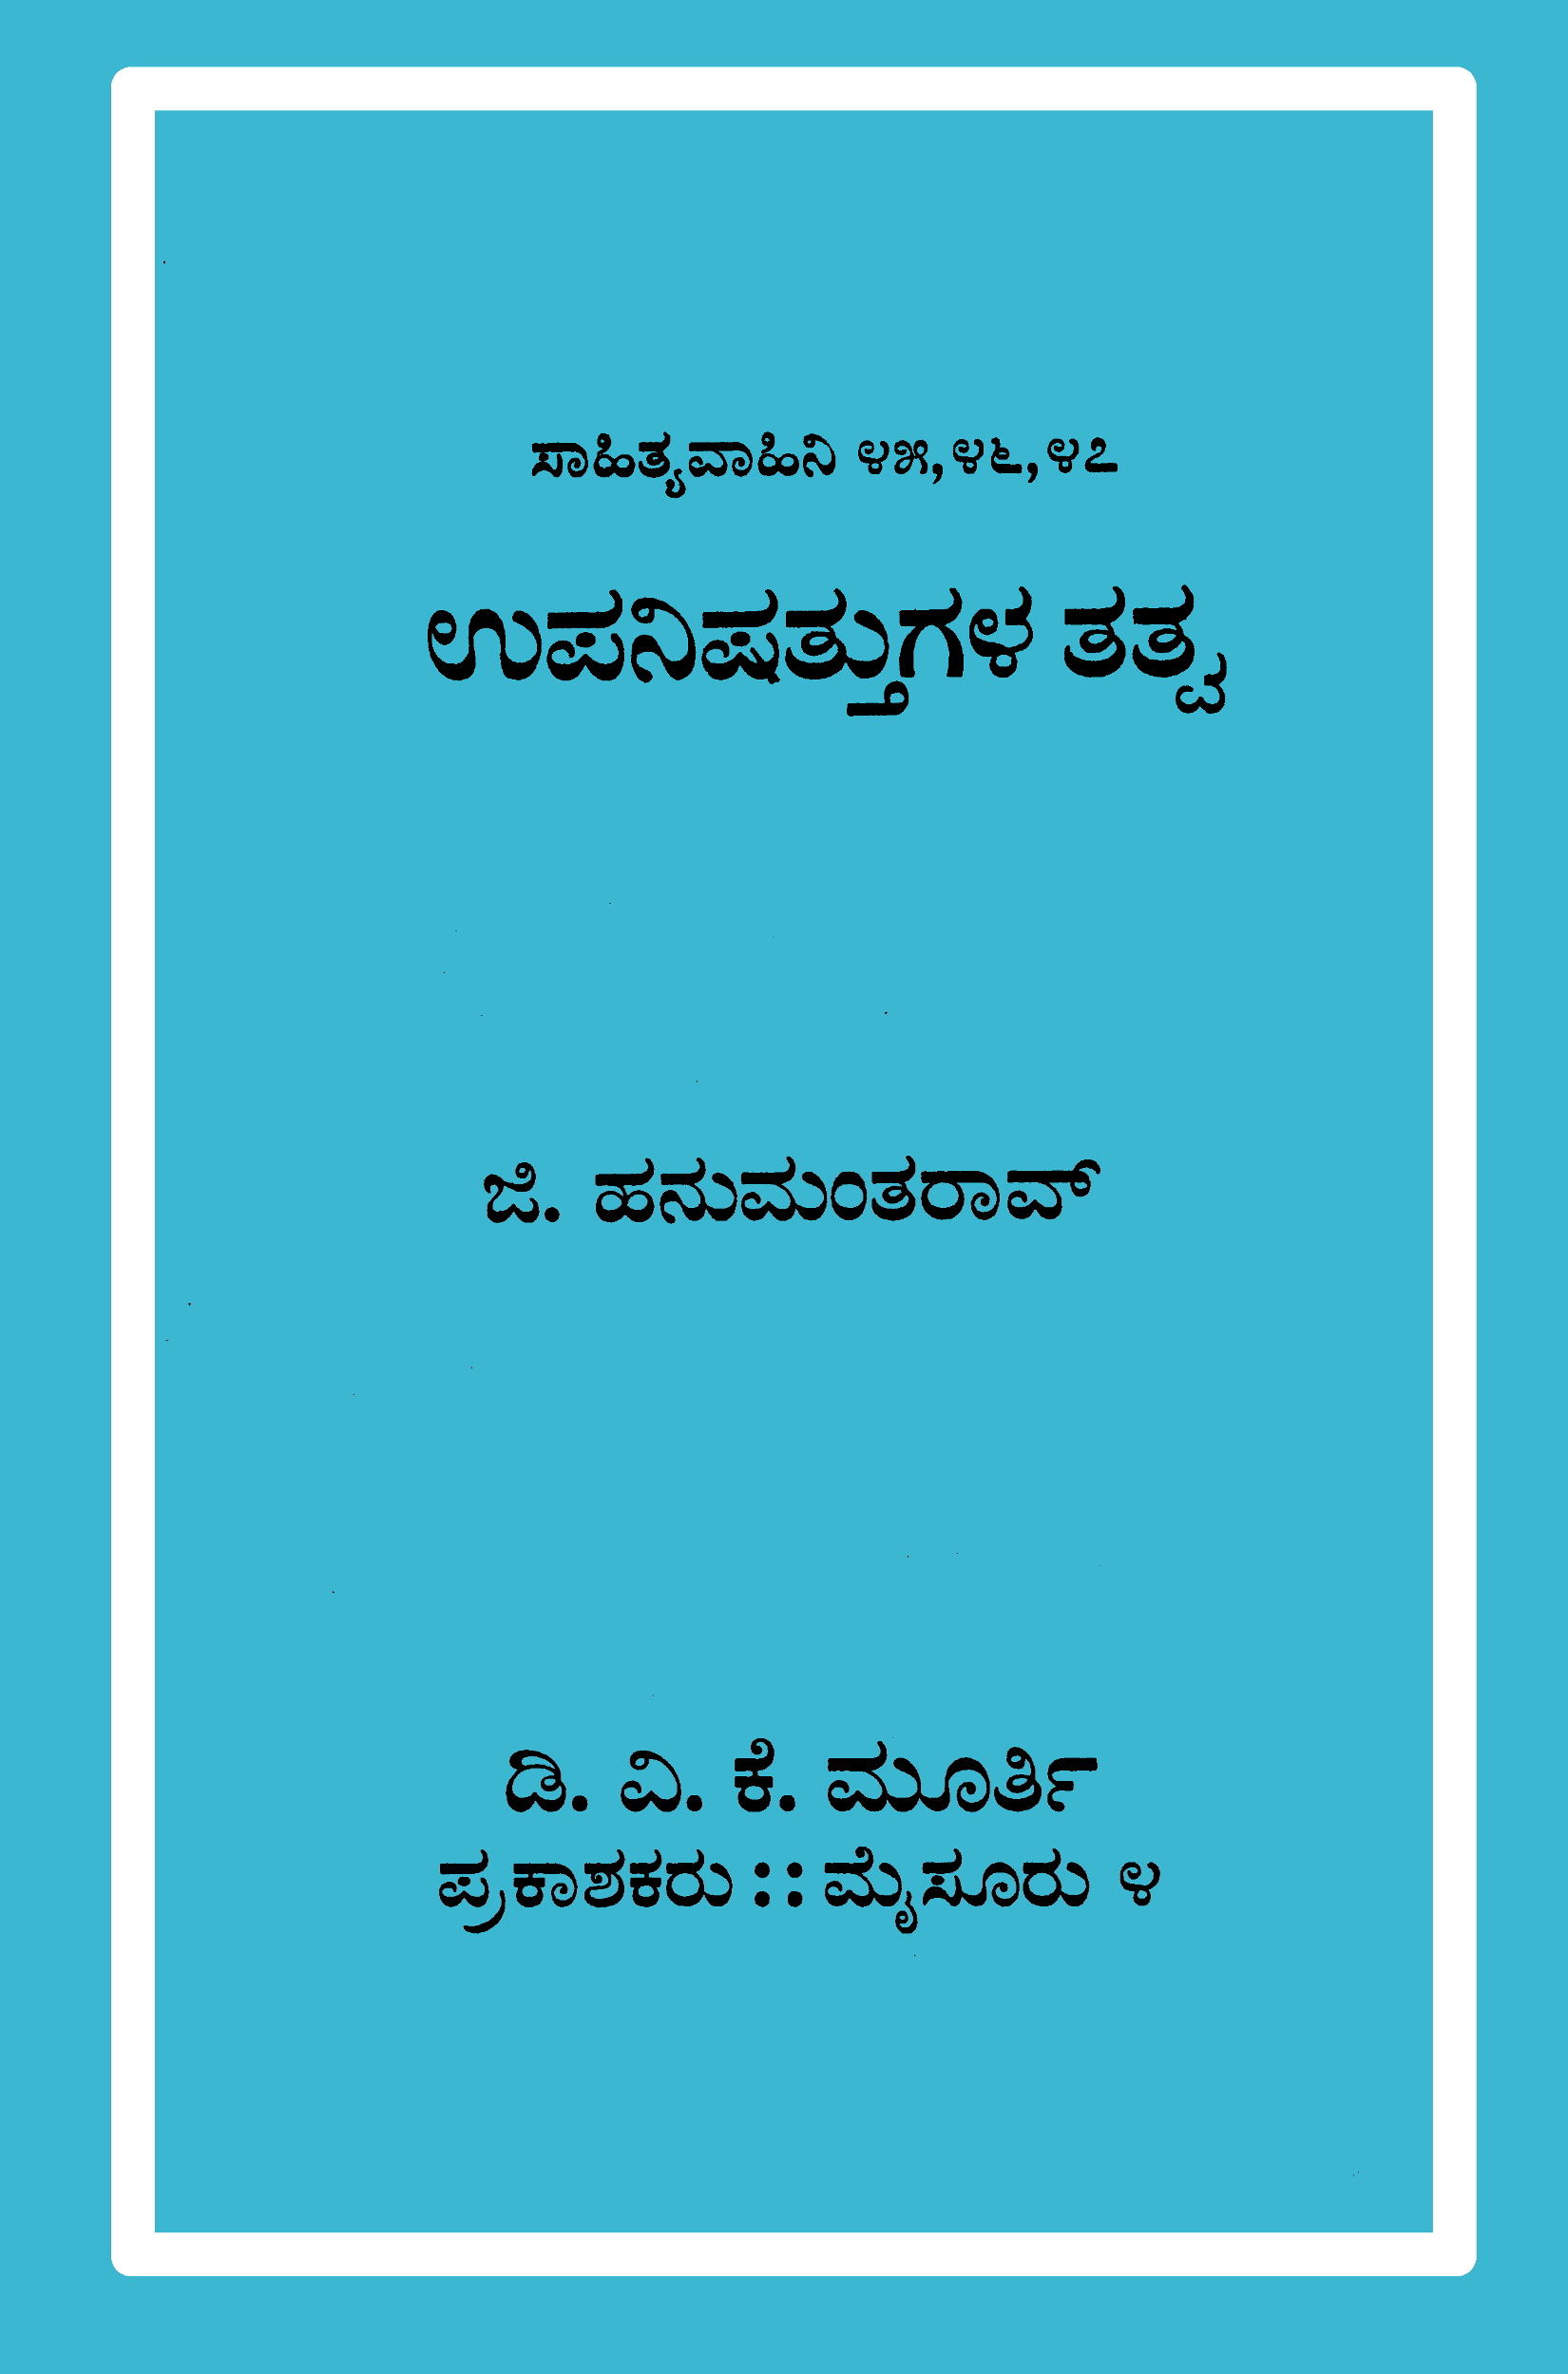 ಸಾಹಿತ್ಯವಾಹಿನಿ ೪೫, ೪೬, ೪೭
ಉಪನಿಷತ್ತುಗಳ ತತ್ವ
ಜಿ. ಹನುಮಂತರಾವ್
ಡಿ. ವಿ. ಕೆ. ಮೂರ್ತಿ
ಪ್ರಕಾಶಕರು :: ಮೈಸೂರು ೪